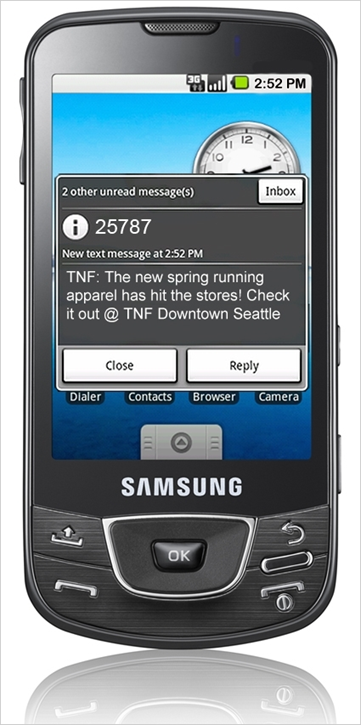 3G 2:52 PM
12
2 other unread message(s) Inbox
i 25787
New text message at 2:52 PM
TNF: The new spring running
apparel has hit the stores! Check
it out @ TNF Downtown Seattle
Close Reply
Dialer Contacts Browser Camera
SAMSUNG
OK